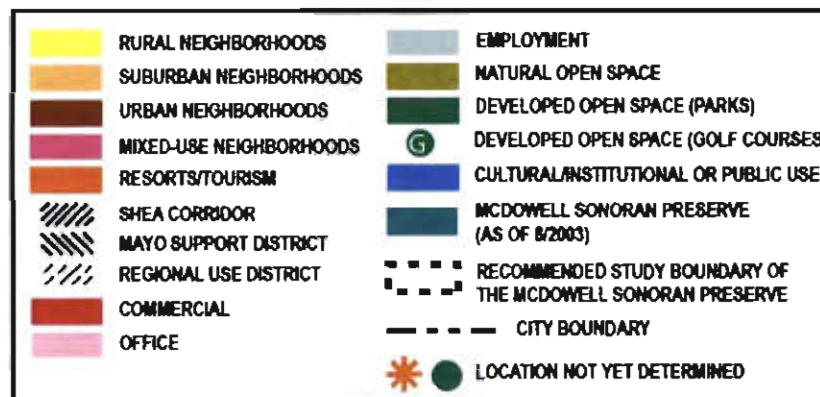 RURAL NEIGHBORHOODS
SUBURBAN NEIGHBORHOODS
URBAN NEIGHBORHOODS
MIXED-USE NEIGHBORHOODS
RESORTS/TOURISM
SHEA CORRIDOR
MAYO SUPPORT DISTRICT
REGIONAL USE DISTRICT
COMMERCIAL
OFFICE
EMPLOYMENT
NATURAL OPEN SPACE
DEVELOPED OPEN SPACE (PARKS)
G DEVELOPED OPEN SPACE (GOLF COURSES
CULTURAL/INSTITUTIONAL OR PUBLIC USE
MCDOWELL SONORAN PRESERVE
(AS OF 8/2003)
RECOMMENDED STUDY BOUNDARY OF
THE MCDOWELL SONORAN PRESERVE
CITY BOUNDARY
LOCATION NOT YET DETERMINED